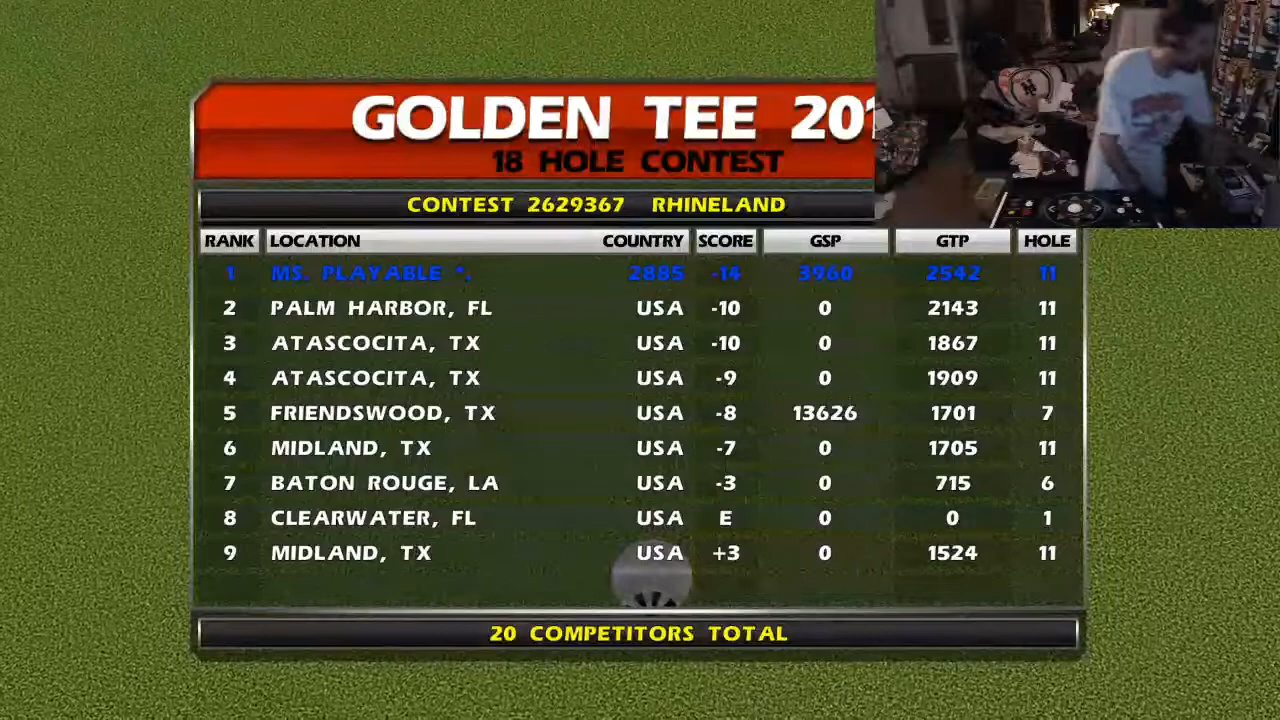 GOLDEN TEE 201
18 HOLE CONTEST
CONTEST 2629367 RHINELAND
RANK LOCATION COUNTRY SCORE GSP GTP HOLE
1 MS. PLAYABLE *. 2885 -14 3960 2542 11
2 PALM HARBOR, FL USA -10 0 2143 11
3 ATASCOCITA, TX USA -10 0 1867 11
4 ATASCOCITA, TX USA -9 0 1909 11
5 FRIENDSWOOD, TX USA -8 13626 1701 7
6 MIDLAND, TX USA -7 0 1705 11
7 BATON ROUGE, LA USA -3 0 715 6
8 CLEARWATER, FL USA E 0 0 1
9 MIDLAND, TX USA +3 0 1524 11
20 COMPETITORS TOTAL